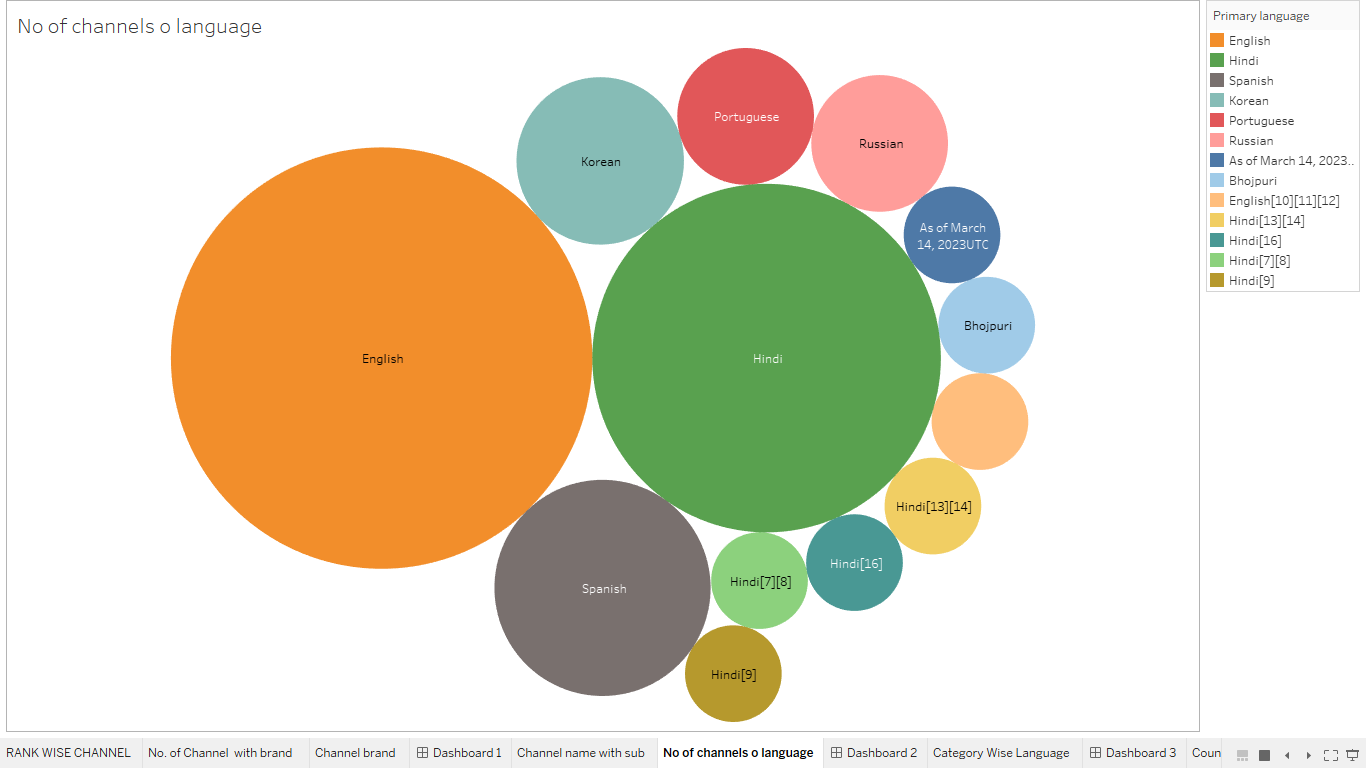 No of channels o language
Primary language
English
Hindi
Spanish
Korean
Portuguese
Russian
As of March 14, 2023..
Bhojpuri
English[10][11][12]
Hindi[13][14]
Hindi[16]
Hindi[7][8]
Hindi[9]
Portuguese
Russian
Korean
As of March
14, 2023UTC
Bhojpuri
English
Hindi
Hindi[13][14]
Hindi[16]
Hindi[7][8]
Spanish
Hindi[9]
RANK WISE CHANNEL No. of Channel with brand Channel brand Dashboard 1 Channel name with sub No of channels o language Dashboard 2 Category Wise Language Dashboard 3 Coun